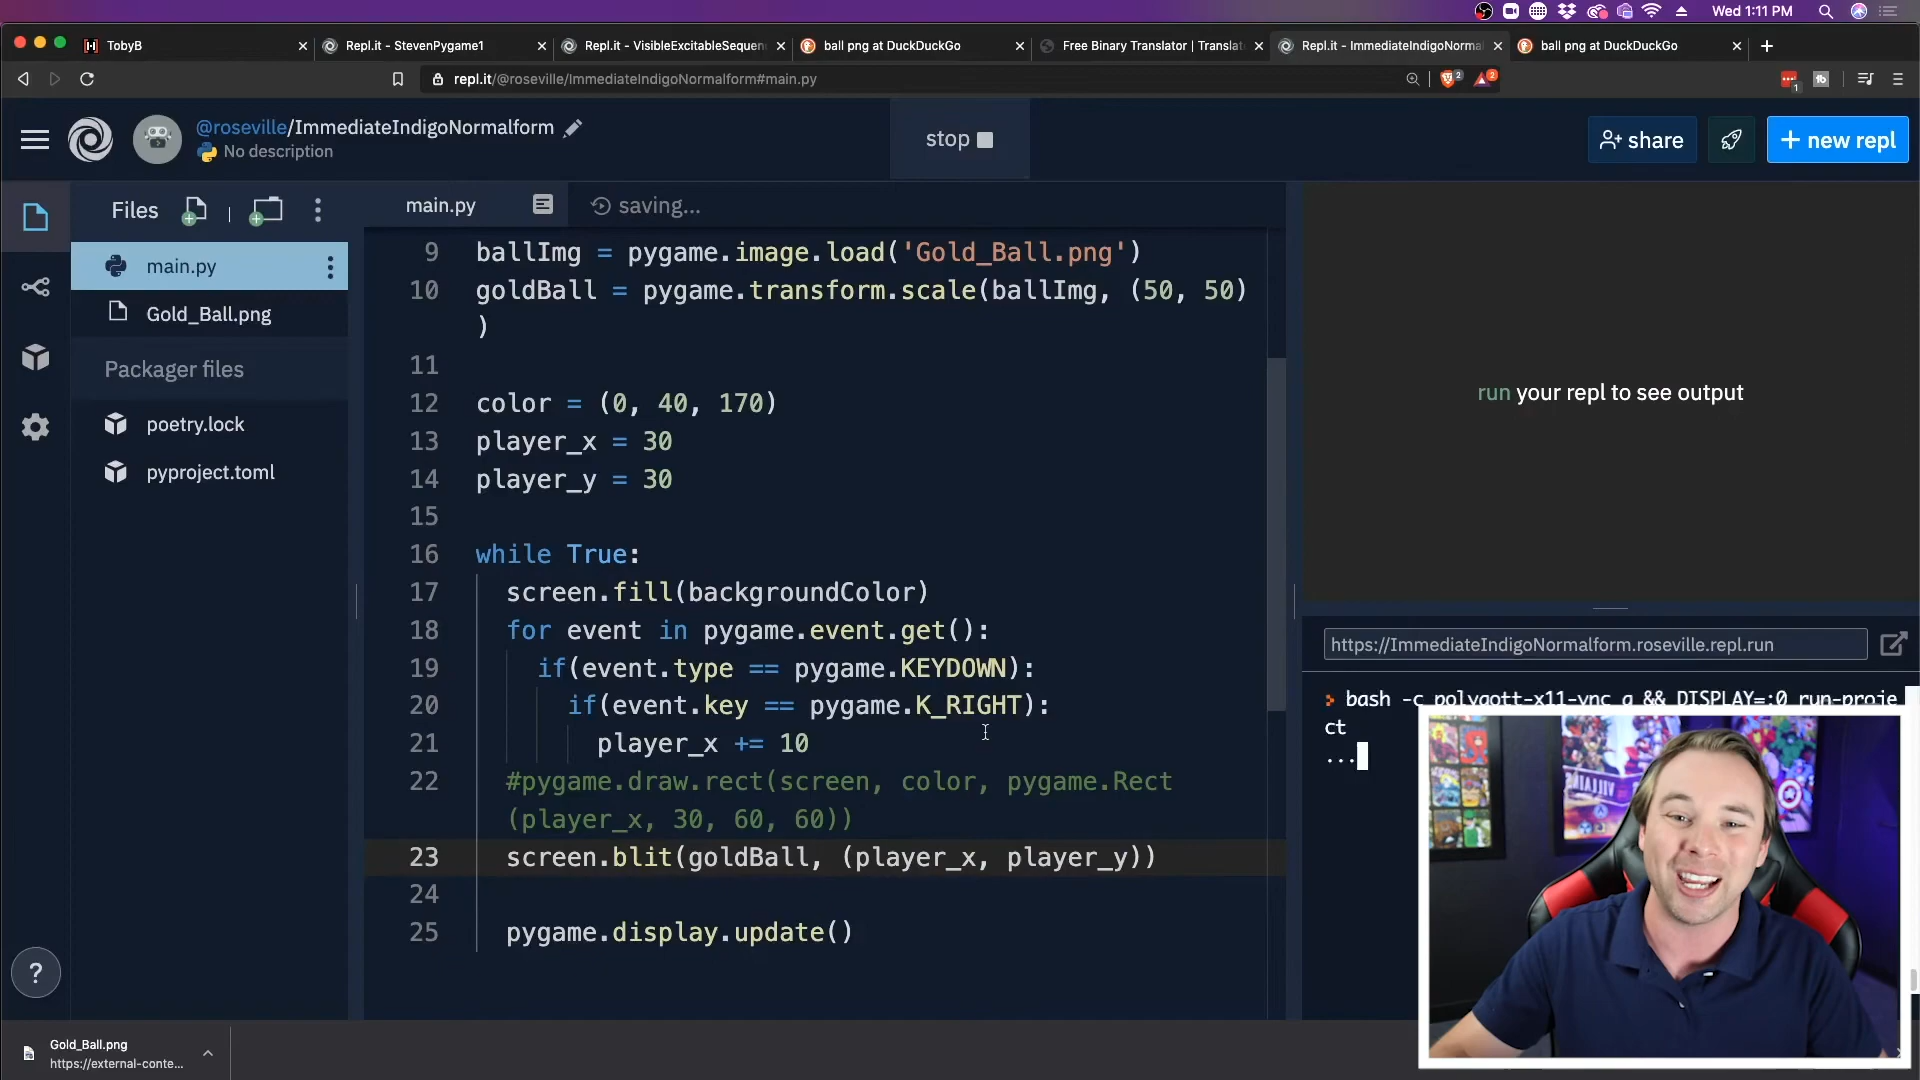 Wed 1:11 PM
TobyB
Repl.it - StevenPygame1
Repl.it - VisibleExcitableSequen
ball png at DuckDuckGo
Free Binary Translator | Translat
Repl.it - ImmediateIndigoNorma
ball png at DuckDuckGo
repl.it/@roseville/ImmediateIndigoNormalform#main.py
2
2
1
@roseville/ImmediateIndigoNormalform
No description
stop
share
+ new repl
Files
main.py
Gold_Ball.png
Packager files
poetry.lock
pyproject.toml
main.py
saving...
9 ballImg = pygame.image.load('Gold_Ball.png')
10 goldBall = pygame.transform.scale(ballImg, (50, 50)
)
11
12 color = (0, 40, 170)
13 player_x = 30
14 player_y = 30
15
16 while True:
17 screen.fill(backgroundColor)
18 for event in pygame.event.get():
19 if(event.type == pygame.KEYDOWN):
20 if(event.key == pygame.K_RIGHT):
21 player_x += 10
22 #pygame.draw.rect(screen, color, pygame.Rect
(player_x, 30, 60, 60))
23 screen.blit(goldBall, (player_x, player_y))
24
25 pygame.display.update()
run your repl to see output
https://ImmediateIndigoNormalform.roseville.repl.run
bash -c polygott-x11-vnc a && DISPLAY=:0 run-proje
ct
...
VILLAINS
?
Gold_Ball.png
https://external-conte...